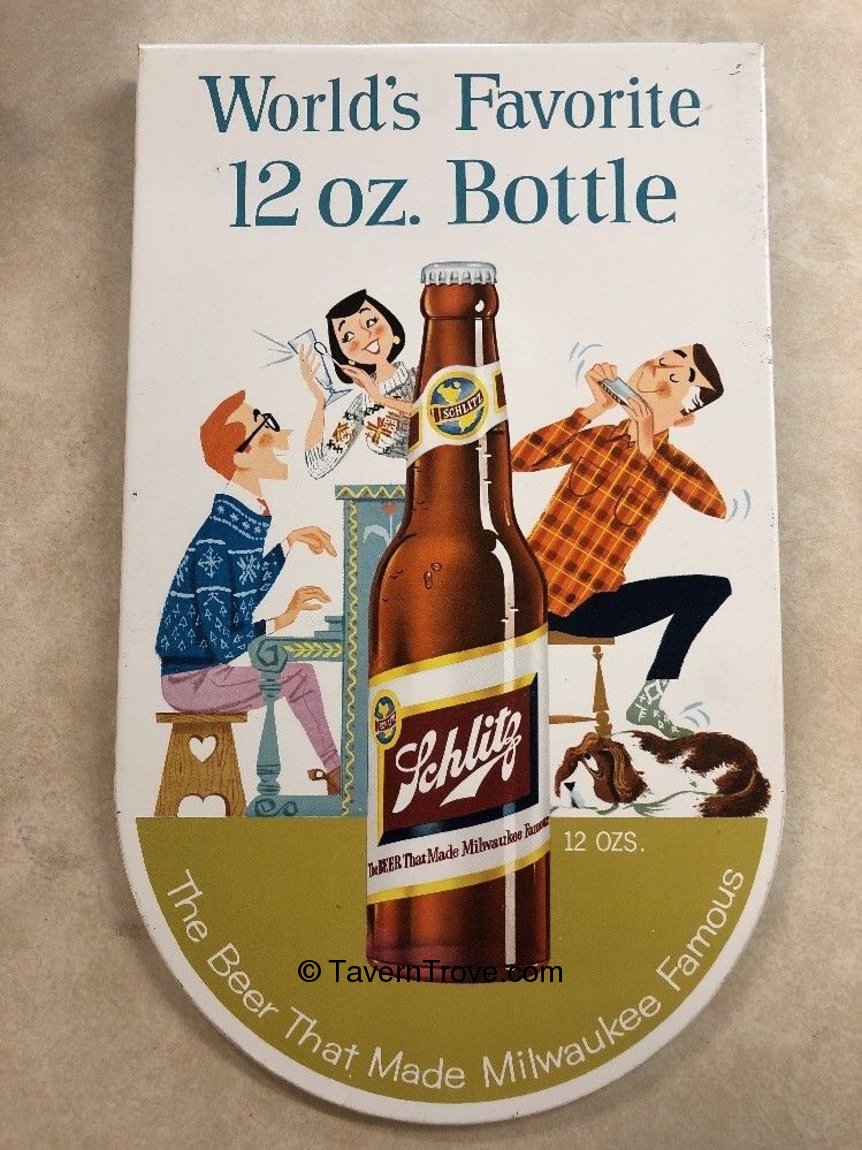 World's Favorite
12 oz. Bottle
SCHLITZ
SCHLITZ
Schlitz
The BEER That Made Milwaukee Famous
12 OZS.
The Beer That Made Milwaukee Famous
© TavernTrove.com